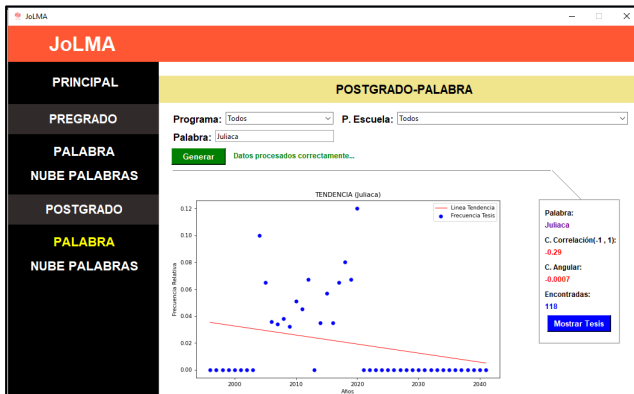 JoLMA
JoLMA
PRINCIPAL
PREGRADO
PALABRA
NUBE PALABRAS
POSTGRADO
PALABRA
NUBE PALABRAS
POSTGRADO-PALABRA
Programa: Todos P. Escuela: Todos
Palabra: Juliaca
Generar Datos procesados correctamente...
TENDENCIA (Juliaca)
Linea Tendencia
Frecuencia Tesis
Frecuencia Relativa
0.12
0.10
0.08
0.06
0.04
0.02
0.00
2000 2010 2020 2030 2040
Años
Palabra:
Juliaca
C. Correlación(-1 , 1):
-0.29
C. Angular:
-0.0007
Encontradas:
118
Mostrar Tesis